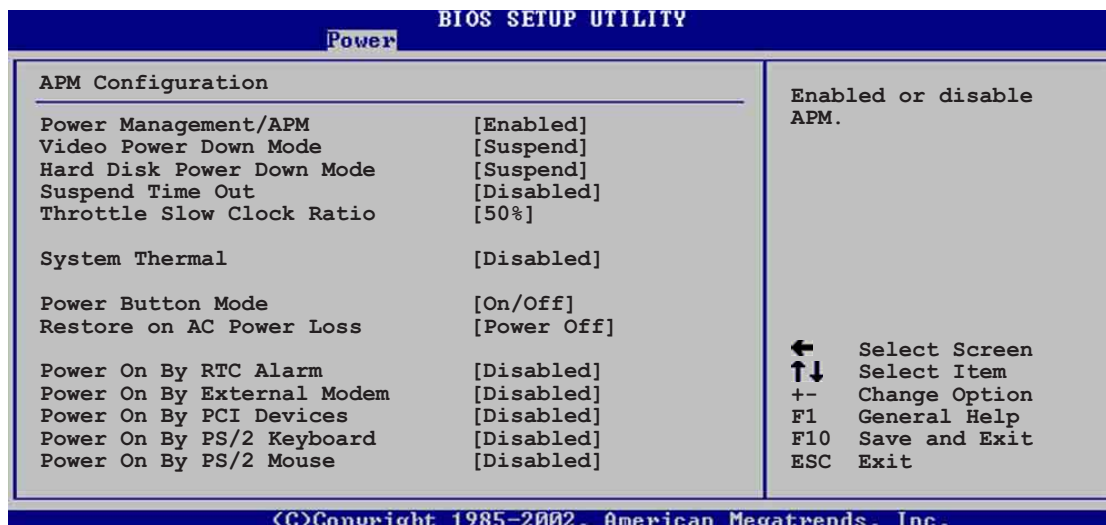 BIOS SETUP UTILITY
Power
APM Configuration
Power Management/APM [Enabled]
Video Power Down Mode [Suspend]
Hard Disk Power Down Mode [Suspend]
Suspend Time Out [Disabled]
Throttle Slow Clock Ratio [50%]
System Thermal [Disabled]
Power Button Mode [On/Off]
Restore on AC Power Loss [Power Off]
Power On By RTC Alarm [Disabled]
Power On By External Modem [Disabled]
Power On By PCI Devices [Disabled]
Power On By PS/2 Keyboard [Disabled]
Power On By PS/2 Mouse [Disabled]
Enabled or disable
APM.
← Select Screen
↑↓ Select Item
+- Change Option
F1 General Help
F10 Save and Exit
ESC Exit
(C)Copyright 1985-2002, American Megatrends, Inc.